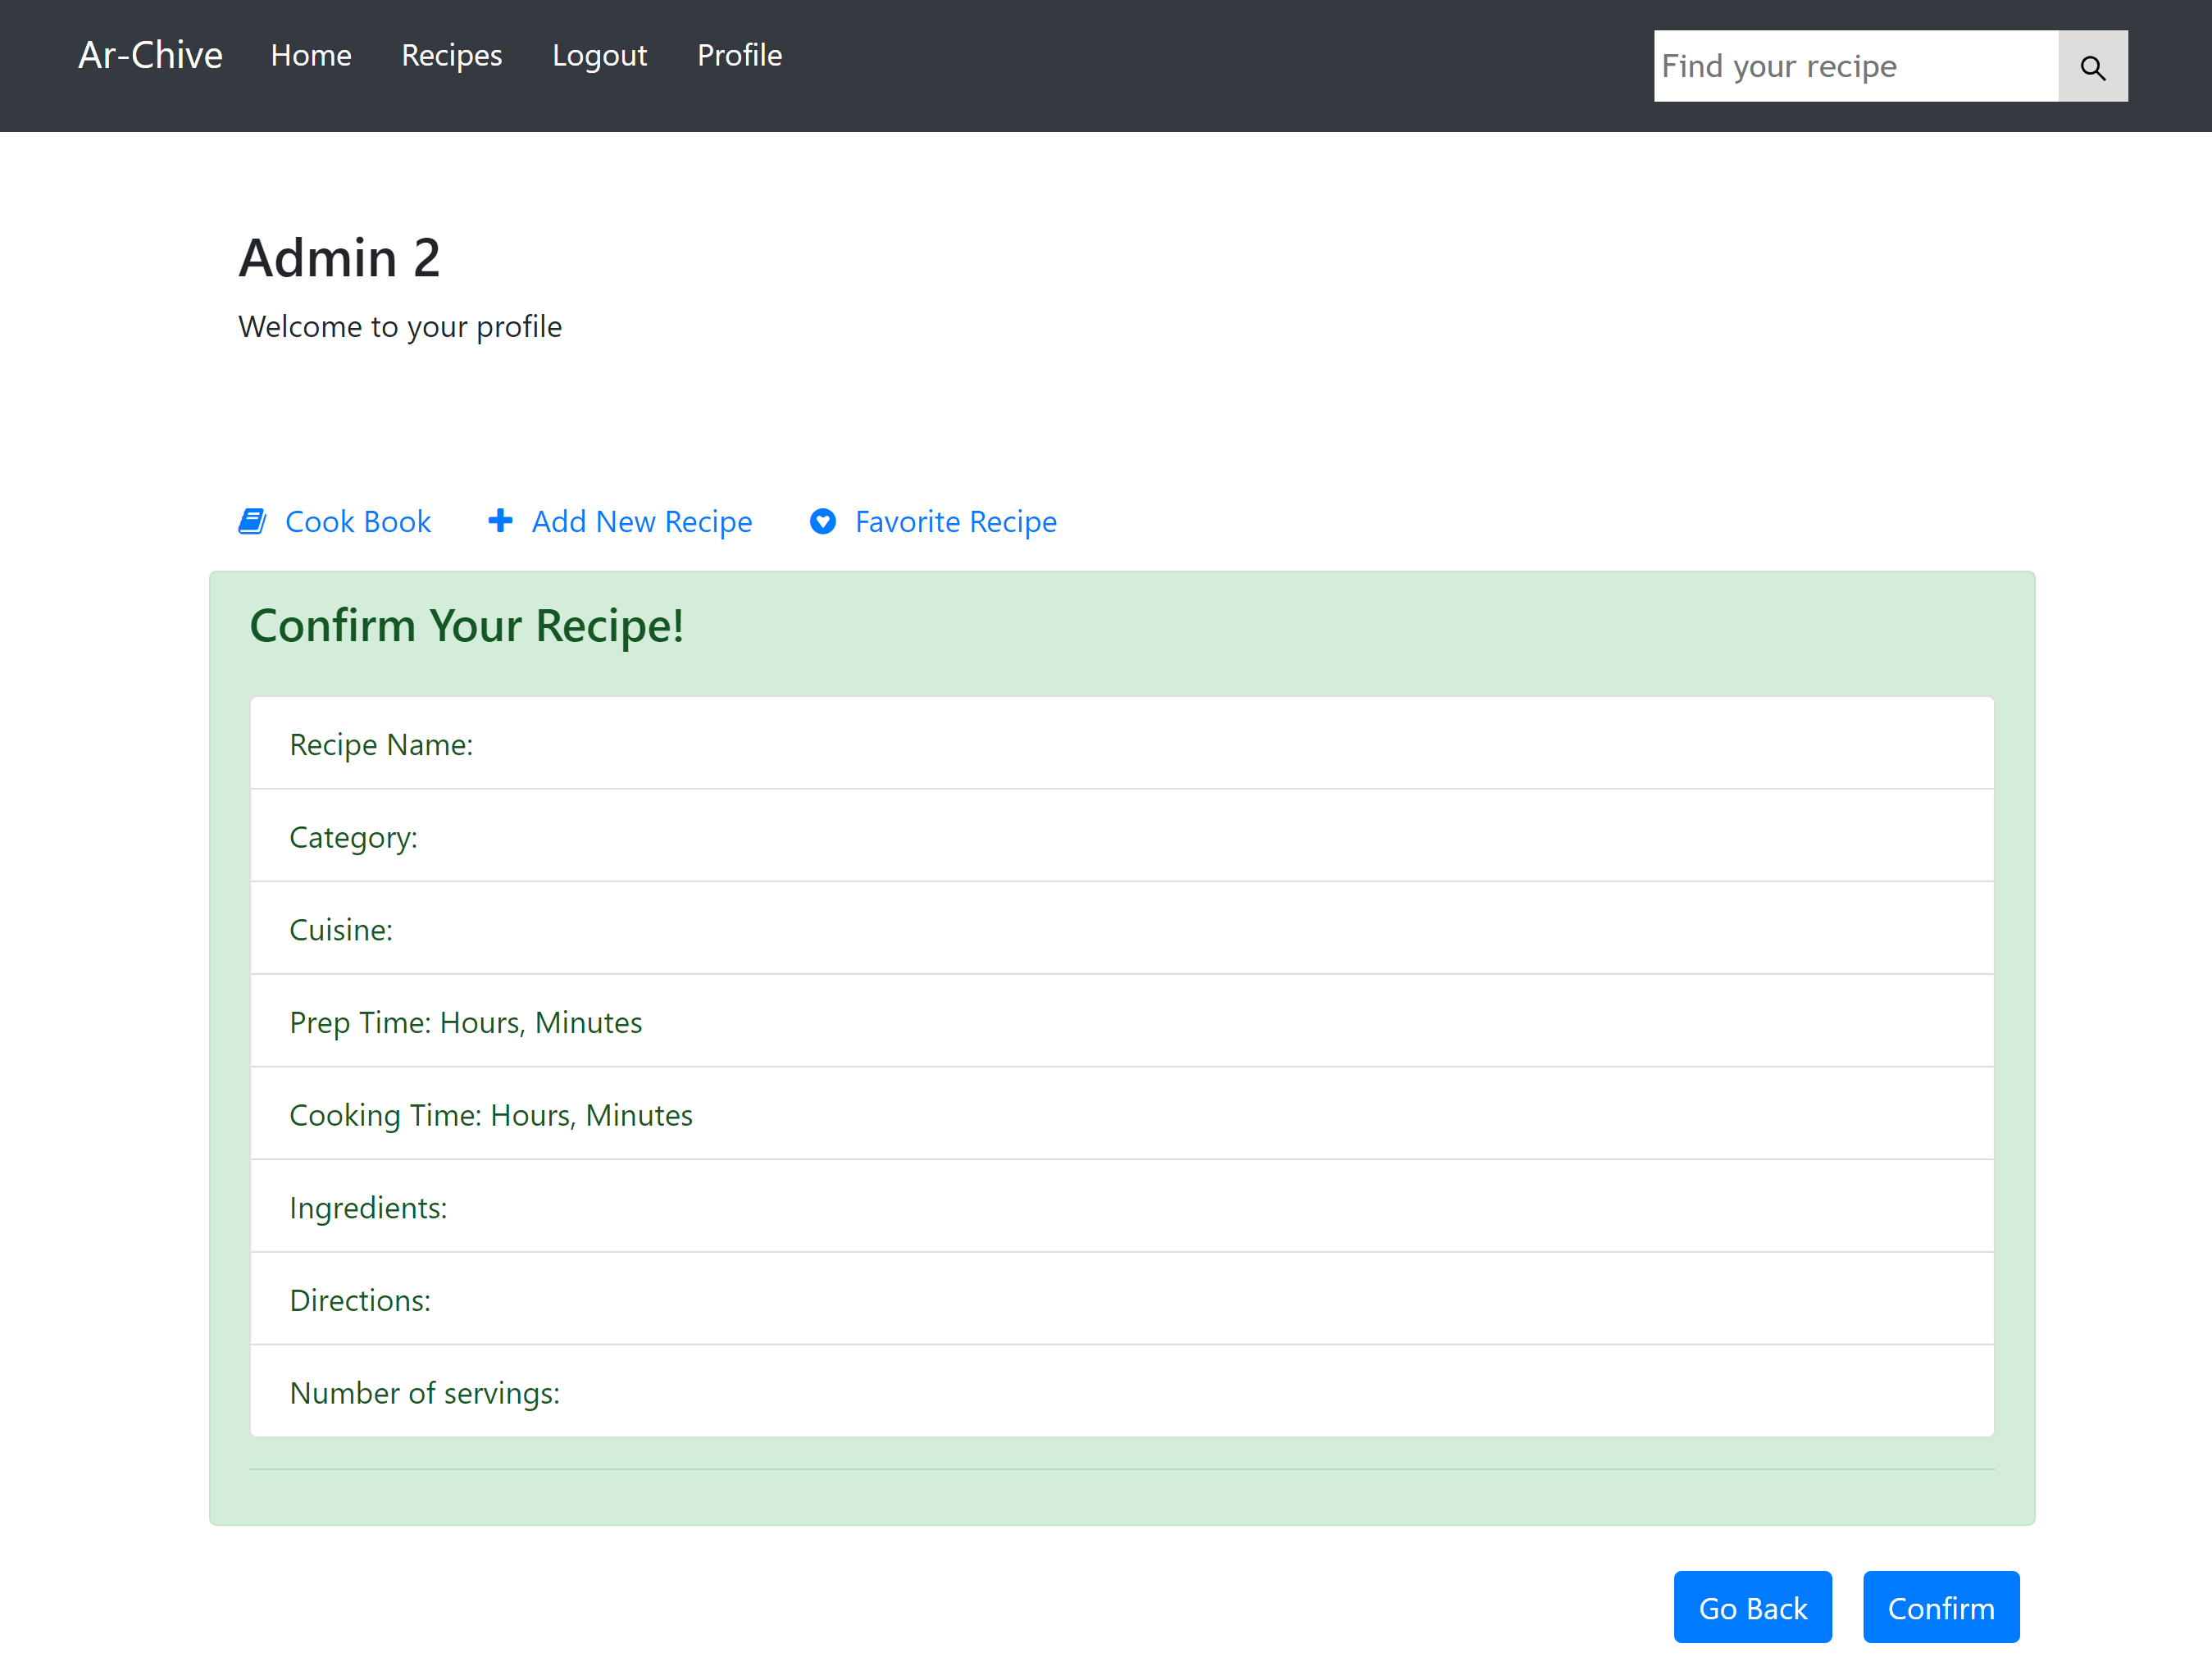 Ar-Chive Home Recipes Logout Profile Find your recipe
Admin 2
Welcome to your profile
Cook Book Add New Recipe Favorite Recipe
Confirm Your Recipe!
Recipe Name:
Category:
Cuisine:
Prep Time: Hours, Minutes
Cooking Time: Hours, Minutes
Ingredients:
Directions:
Number of servings:
Go Back Confirm